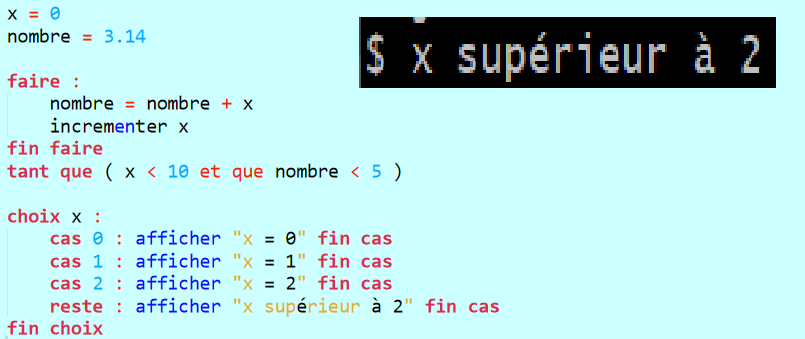 x = 0
nombre = 3.14
$ x supérieur à 2
faire :
nombre = nombre + x
incrementer x
fin faire
tant que ( x < 10 et que nombre < 5 )
choix x :
cas 0 : afficher "x = 0" fin cas
cas 1 : afficher "x = 1" fin cas
cas 2 : afficher "x = 2" fin cas
reste : afficher "x supérieur à 2" fin cas
fin choix